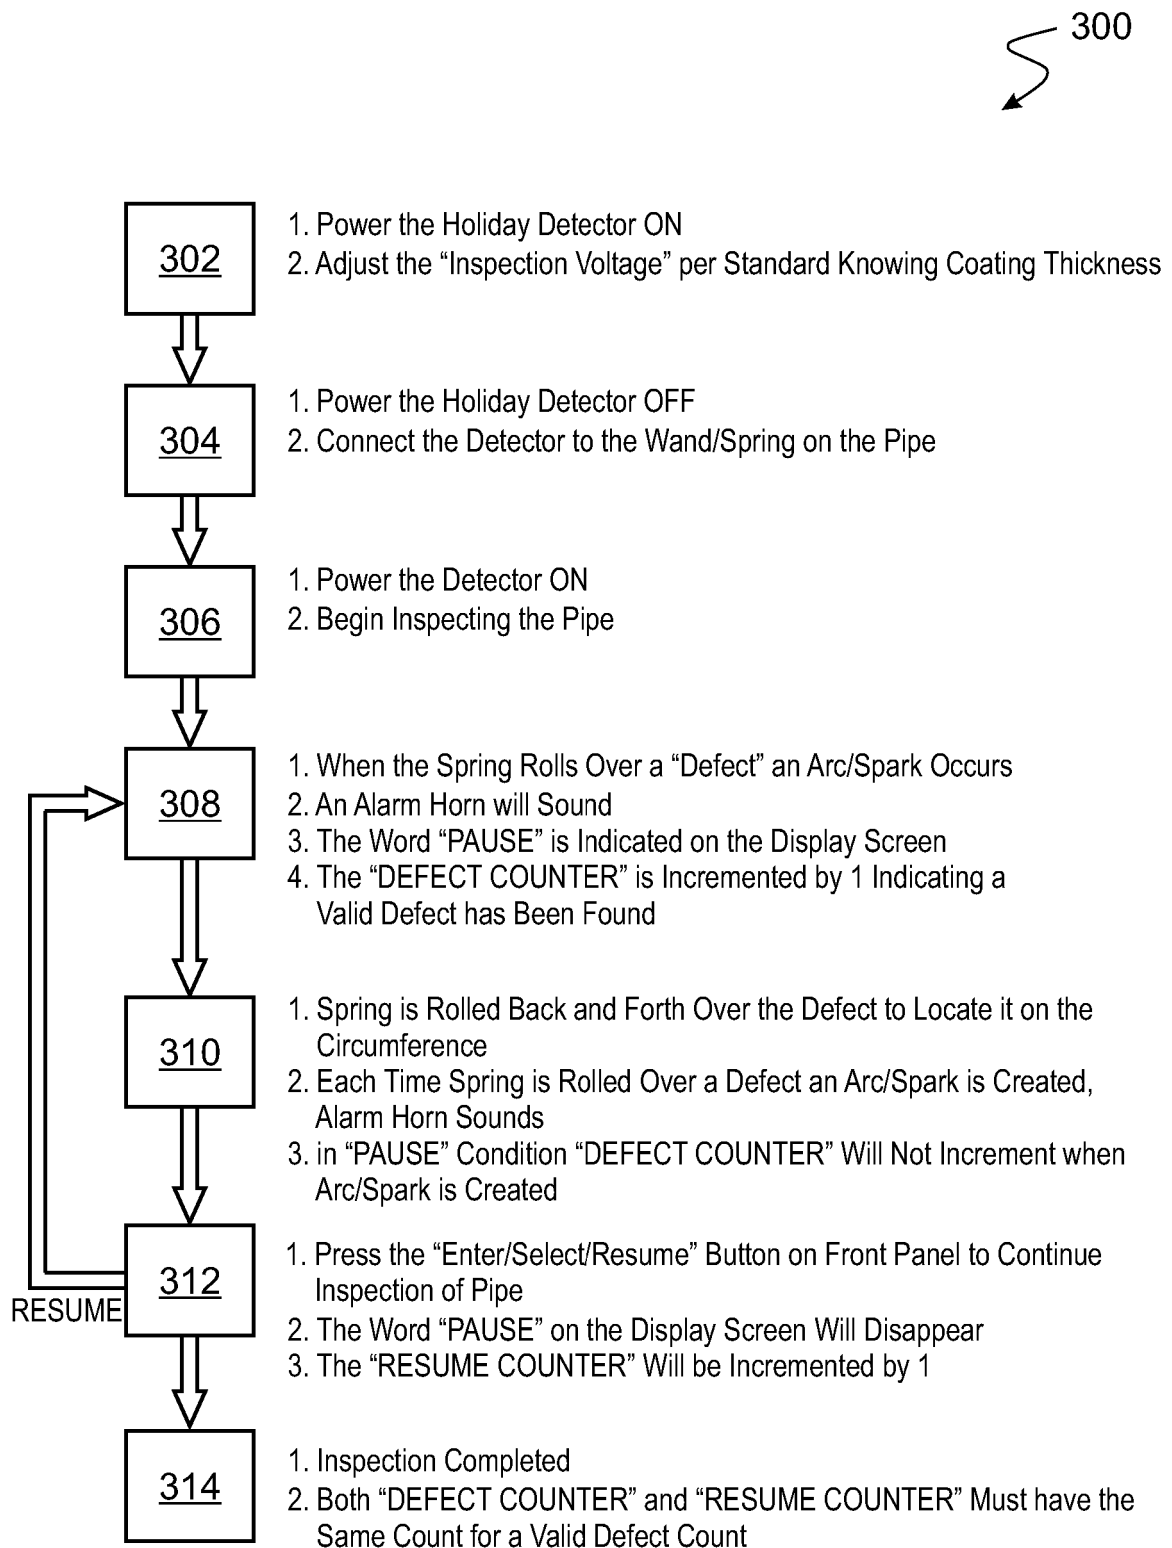 300
302
1. Power the Holiday Detector ON
2. Adjust the “Inspection Voltage” per Standard Knowing Coating Thickness
304
1. Power the Holiday Detector OFF
2. Connect the Detector to the Wand/Spring on the Pipe
306
1. Power the Detector ON
2. Begin Inspecting the Pipe
308
1. When the Spring Rolls Over a “Defect” an Arc/Spark Occurs
2. An Alarm Horn will Sound
3. The Word “PAUSE” is Indicated on the Display Screen
4. The “DEFECT COUNTER” is Incremented by 1 Indicating a
Valid Defect has Been Found
310
1. Spring is Rolled Back and Forth Over the Defect to Locate it on the
Circumference
2. Each Time Spring is Rolled Over a Defect an Arc/Spark is Created,
Alarm Horn Sounds
3. in “PAUSE” Condition “DEFECT COUNTER” Will Not Increment when
Arc/Spark is Created
312
RESUME
1. Press the “Enter/Select/Resume” Button on Front Panel to Continue
Inspection of Pipe
2. The Word “PAUSE” on the Display Screen Will Disappear
3. The “RESUME COUNTER” Will be Incremented by 1
314
1. Inspection Completed
2. Both “DEFECT COUNTER” and “RESUME COUNTER” Must have the
Same Count for a Valid Defect Count